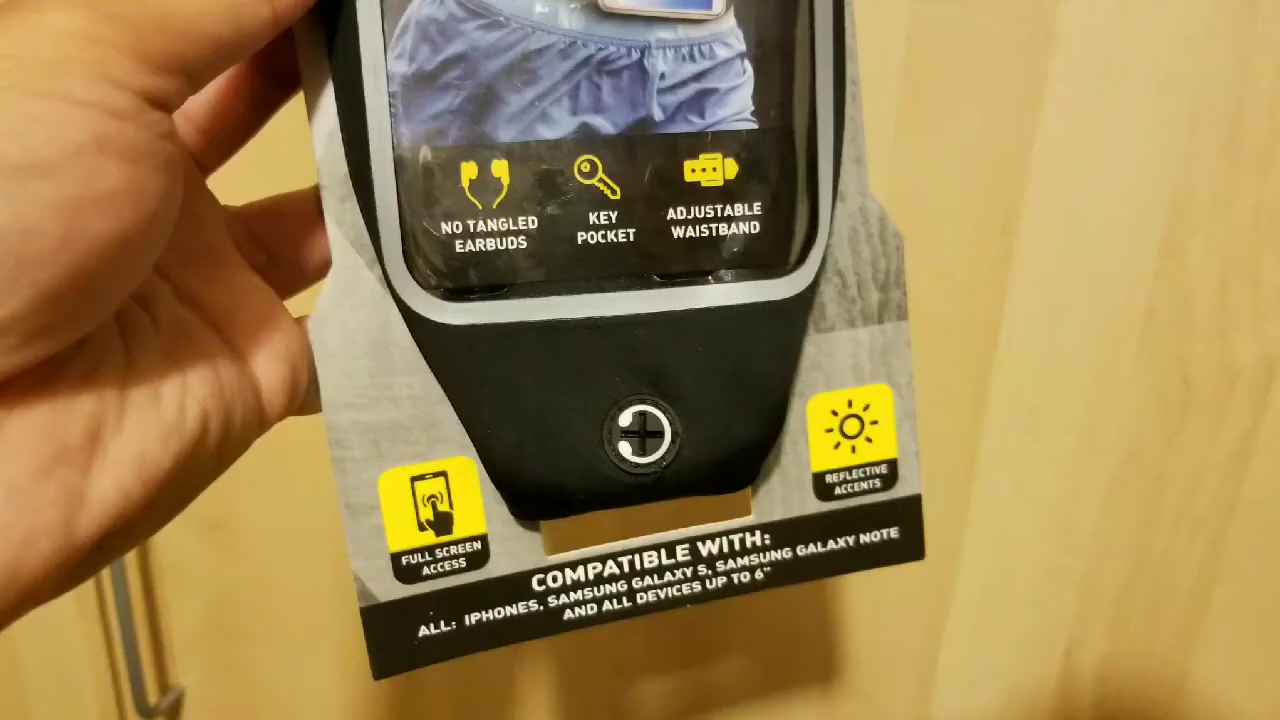 NO TANGLED
EARBUDS
KEY
POCKET
ADJUSTABLE
WAISTBAND
REFLECTIVE
ACCENTS
FULL SCREEN
ACCESS
COMPATIBLE WITH:
ALL: IPHONES, SAMSUNG GALAXY S, SAMSUNG GALAXY NOTE
AND ALL DEVICES UP TO 6"